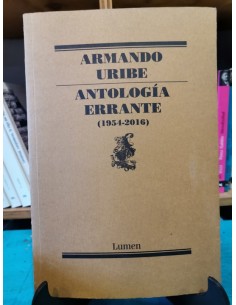 ARMANDO
URIBE
ANTOLOGÍA
ERRANTE
(1954-2016)
Lumen